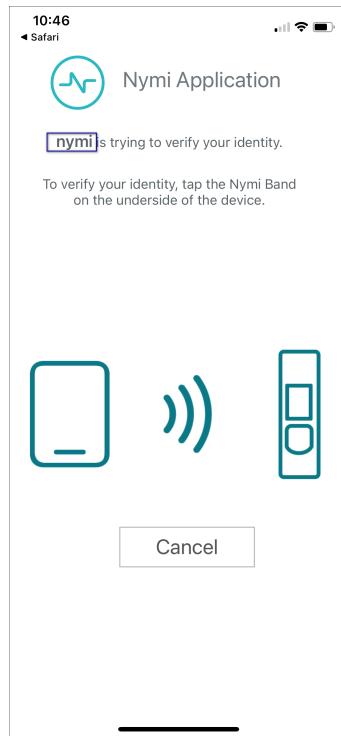 10:46
◀ Safari
Nymi Application
nymi is trying to verify your identity.
To verify your identity, tap the Nymi Band
on the underside of the device.
Cancel